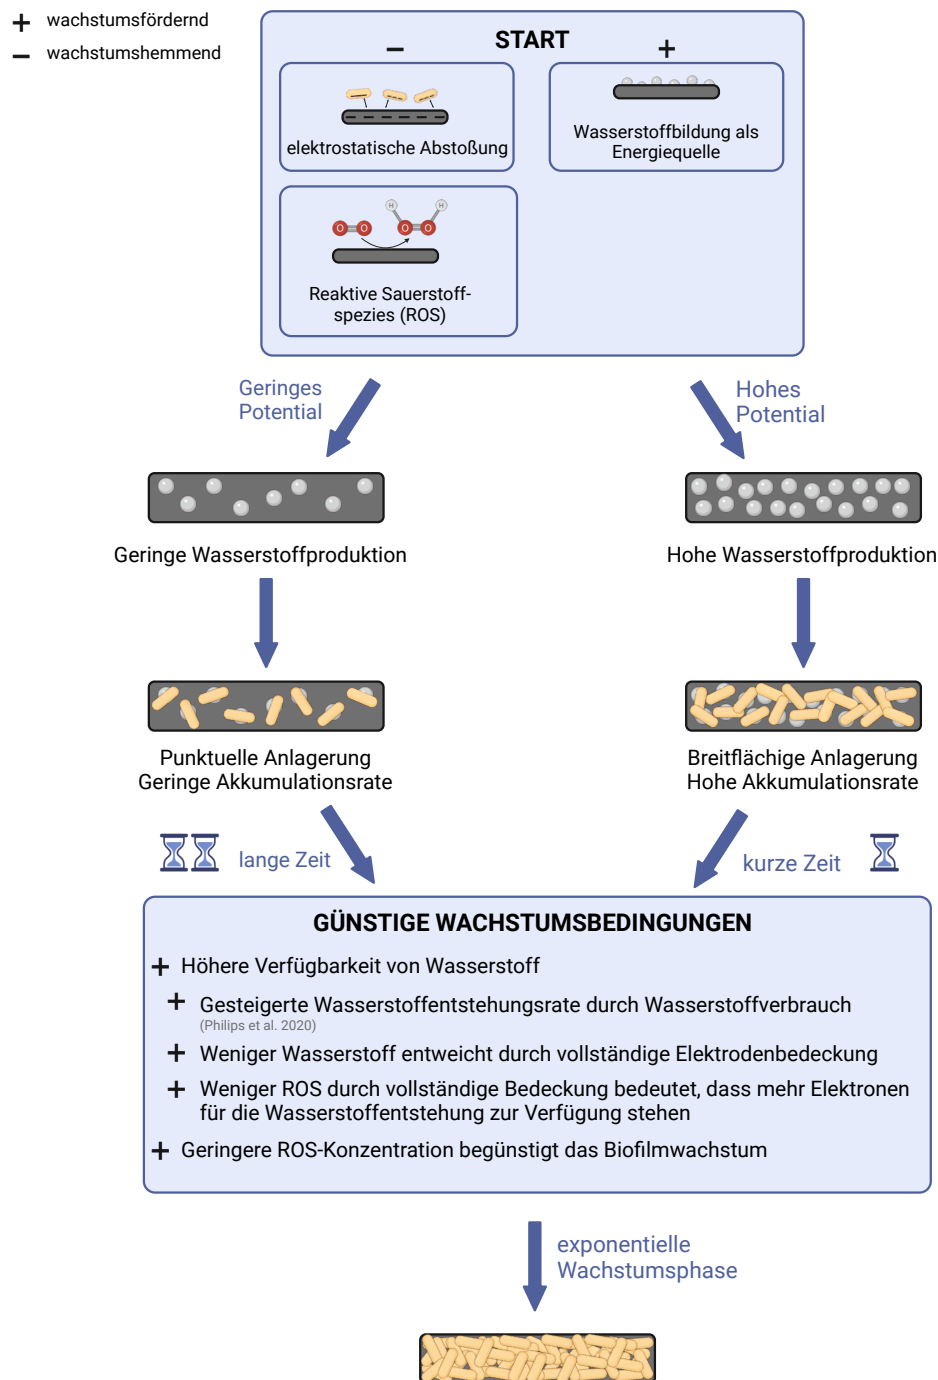 + wachstumsfördernd
− wachstumshemmend
START
− +
elektrostatische Abstoßung
Wasserstoffbildung als
Energiequelle
O O H O O H
Reaktive Sauerstoff-
spezies (ROS)
Geringes
Potential
Hohes
Potential
Geringe Wasserstoffproduktion
Hohe Wasserstoffproduktion
Punktuelle Anlagerung
Geringe Akkumulationsrate
Breitflächige Anlagerung
Hohe Akkumulationsrate
lange Zeit
kurze Zeit
GÜNSTIGE WACHSTUMSBEDINGUNGEN
+ Höhere Verfügbarkeit von Wasserstoff
+ Gesteigerte Wasserstoffentstehungsrate durch Wasserstoffverbrauch
(Philips et al. 2020)
+ Weniger Wasserstoff entweicht durch vollständige Elektrodenbedeckung
+ Weniger ROS durch vollständige Bedeckung bedeutet, dass mehr Elektronen
für die Wasserstoffentstehung zur Verfügung stehen
+ Geringere ROS-Konzentration begünstigt das Biofilmwachstum
exponentielle
Wachstumsphase